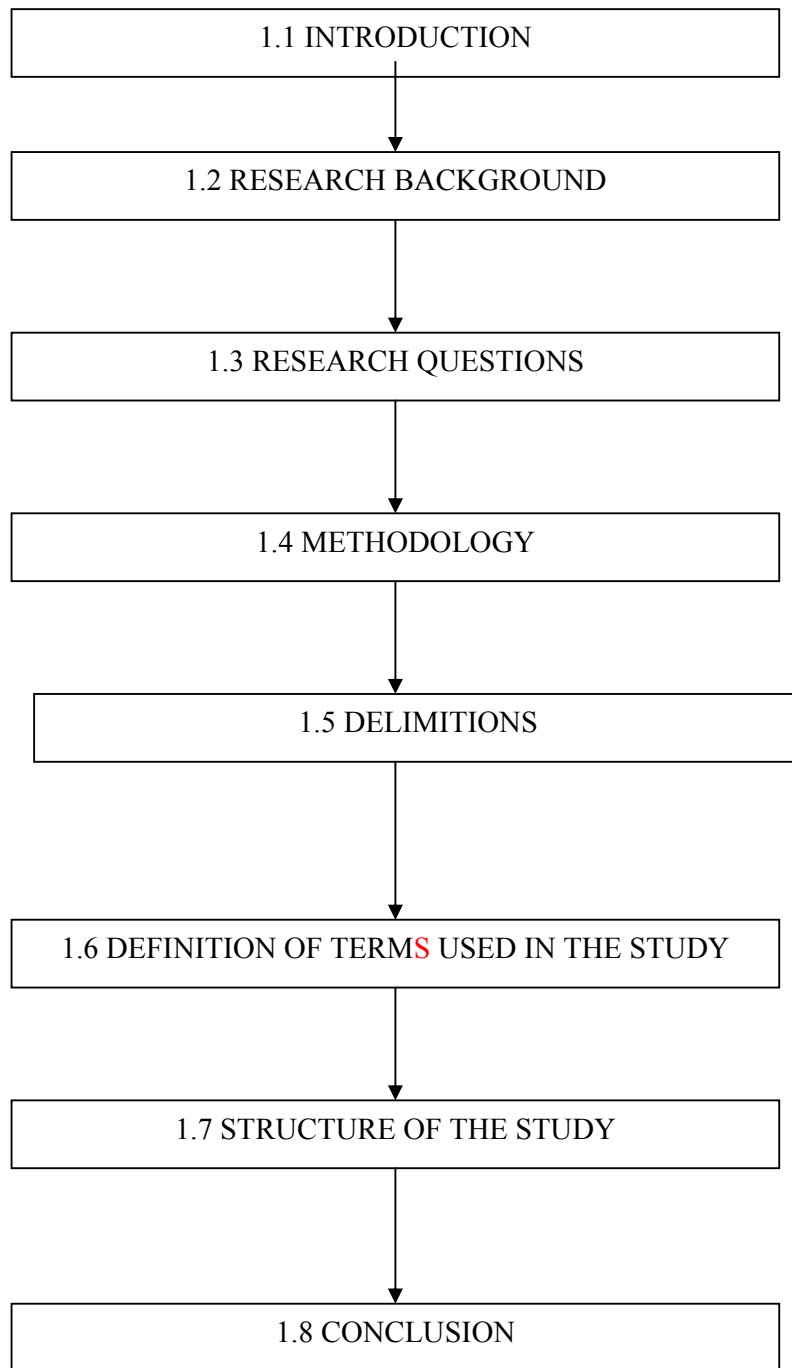 1.1 INTRODUCTION
1.2 RESEARCH BACKGROUND
1.3 RESEARCH QUESTIONS
1.4 METHODOLOGY
1.5 DELIMITIONS
1.6 DEFINITION OF TERMS USED IN THE STUDY
1.7 STRUCTURE OF THE STUDY
1.8 CONCLUSION